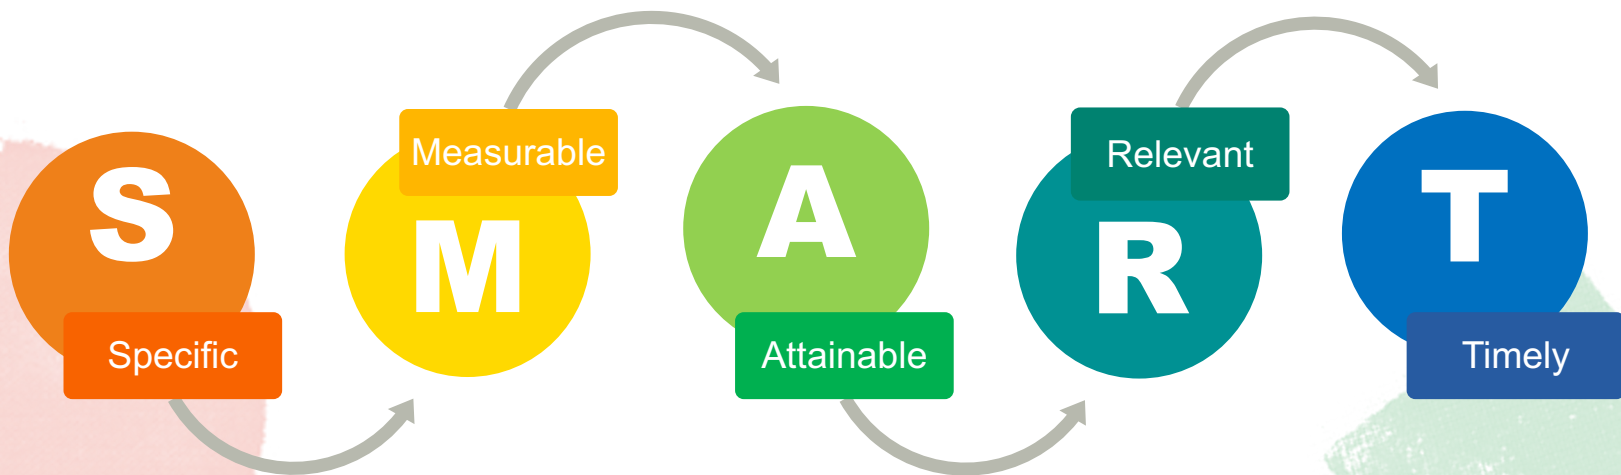 S
Specific
Measurable
M
A
Attainable
Relevant
R
T
Timely